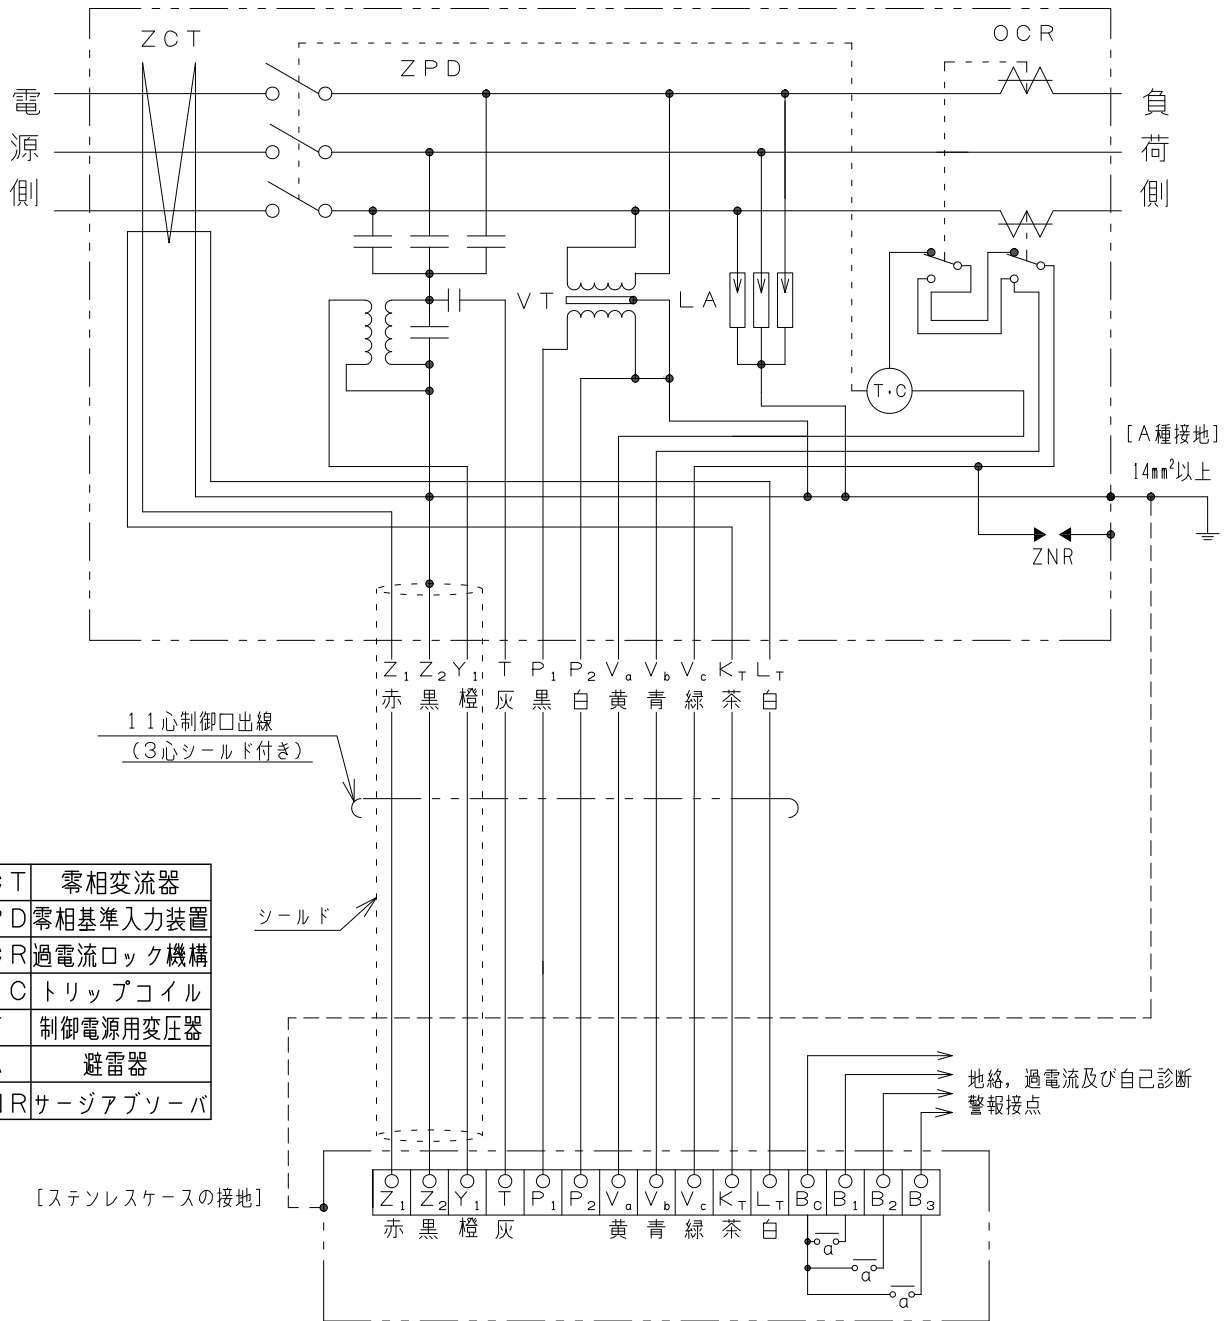 ZCT
OCR
ZPD
電源側
負荷側
VT
LA
T・C
[A種接地]
14mm²以上
ZNR
Z₁ Z₂ Y₁ T P₁ P₂ Vₐ V_b V_c K_T L_T
赤 黒 橙 灰 黒 白 黄 青 緑 茶 白
11心制御口出線
(3心シールド付き)
シールド
CT 零相変流器
PD 零相基準入力装置
CR 過電流ロック機構
C トリップコイル
制御電源用変圧器
避雷器
NR サージアブソーバ
地絡,過電流及び自己診断
警報接点
[ステンレスケースの接地]
Z₁ Z₂ Y₁ T P₁ P₂ Vₐ V_b V_c K_T L_T B_C B₁ B₂ B₃
赤 黒 橙 灰 黄 青 緑 茶 白
a
a
a